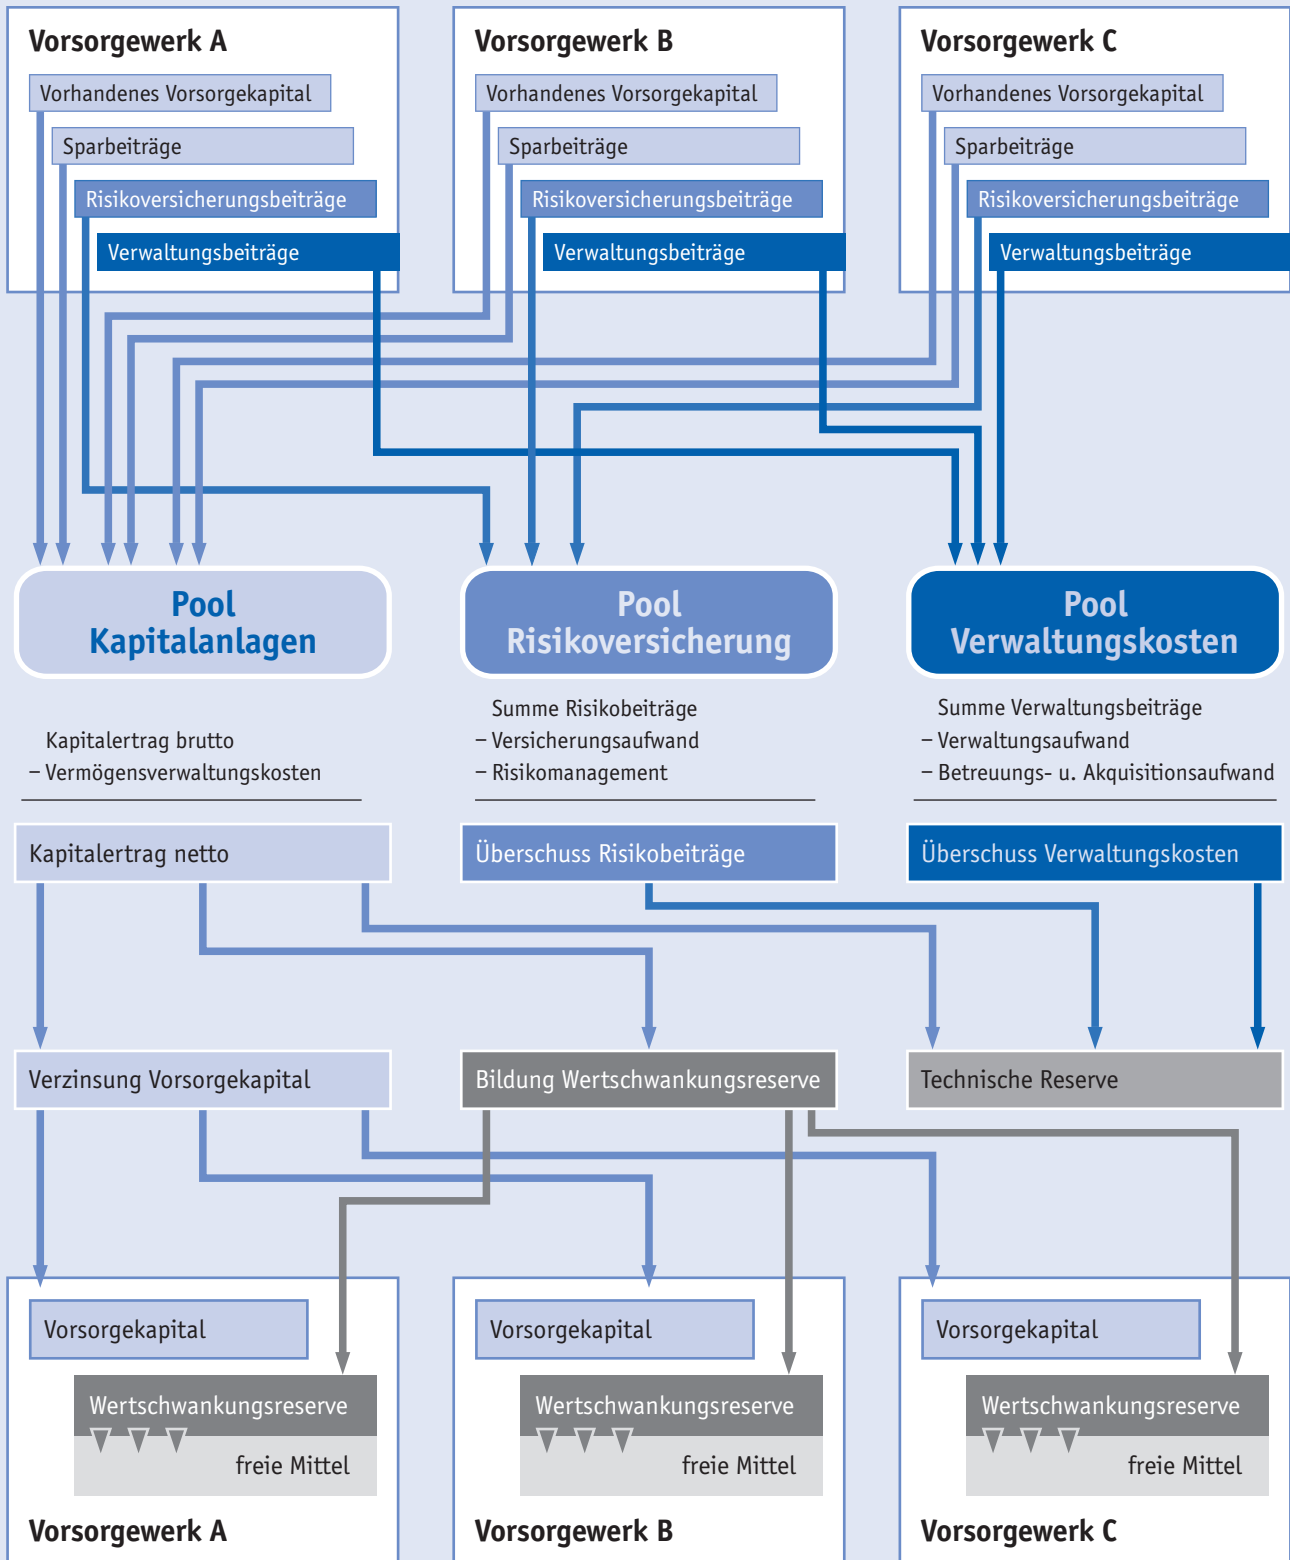 Vorsorgewerk A
Vorhandenes Vorsorgekapital
Sparbeiträge
Risikoversicherungsbeiträge
Verwaltungsbeiträge
Vorsorgewerk B
Vorhandenes Vorsorgekapital
Sparbeiträge
Risikoversicherungsbeiträge
Verwaltungsbeiträge
Vorsorgewerk C
Vorhandenes Vorsorgekapital
Sparbeiträge
Risikoversicherungsbeiträge
Verwaltungsbeiträge
Pool
Kapitalanlagen
Pool
Risikoversicherung
Pool
Verwaltungskosten
Kapitalertrag brutto
– Vermögensverwaltungskosten
Summe Risikobeiträge
– Versicherungsaufwand
– Risikomanagement
Summe Verwaltungsbeiträge
– Verwaltungsaufwand
– Betreuungs- u. Akquisitionsaufwand
Kapitalertrag netto
Überschuss Risikobeiträge
Überschuss Verwaltungskosten
Verzinsung Vorsorgekapital
Bildung Wertschwankungsreserve
Technische Reserve
Vorsorgekapital
Wertschwankungsreserve
freie Mittel
Vorsorgewerk A
Vorsorgekapital
Wertschwankungsreserve
freie Mittel
Vorsorgewerk B
Vorsorgekapital
Wertschwankungsreserve
freie Mittel
Vorsorgewerk C